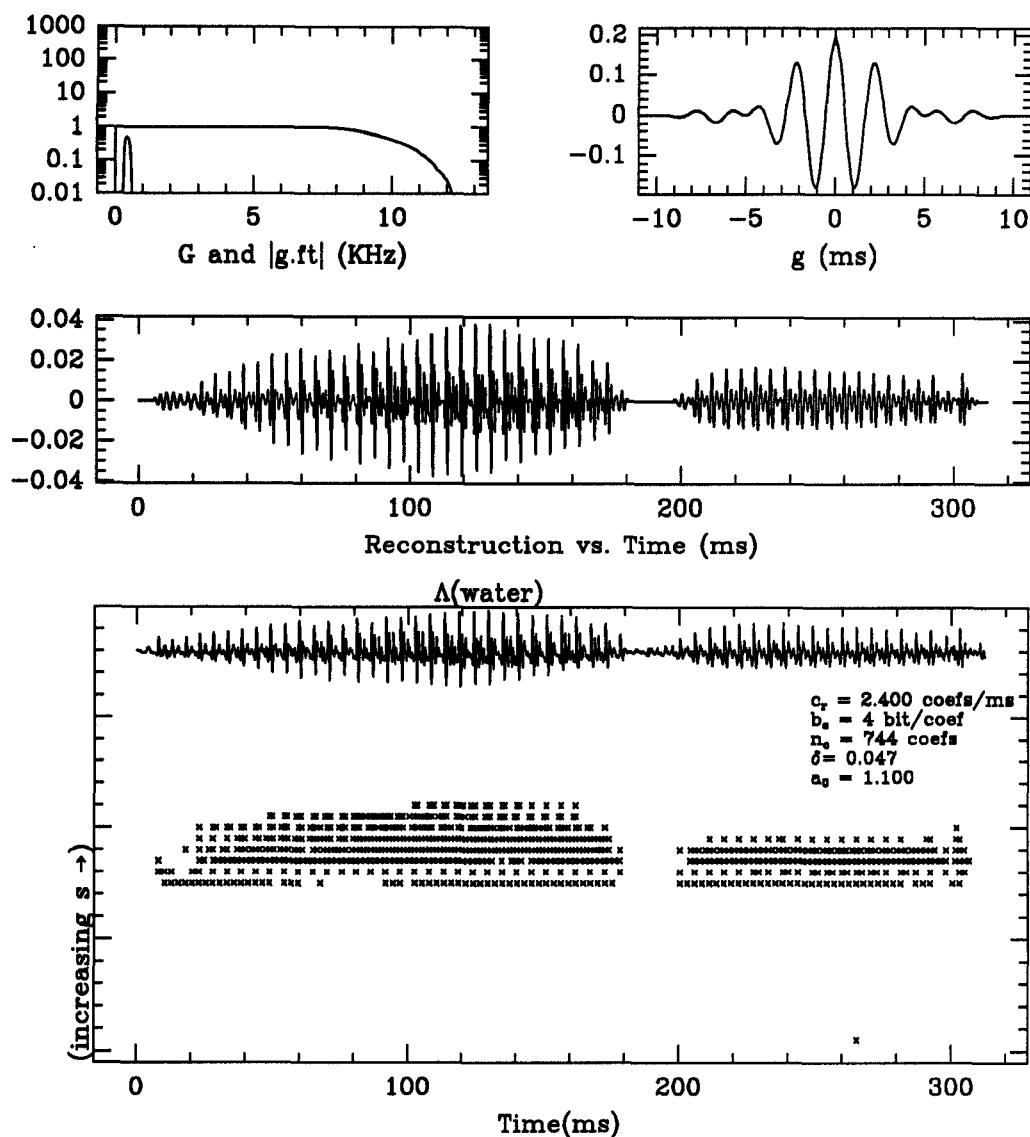 1000
100
10
1
0.1
0.01
0 5 10
G and |g.ft| (KHz)
0.2
0.1
0
−0.1
−10 −5 0 5 10
g (ms)
0.04
0.02
0
−0.02
−0.04
0 100 200 300
Reconstruction vs. Time (ms)
Λ(water)
c_r = 2.400 coefs/ms
= 4 bit/coef
= 744 coefs
δ= 0.047
= 1.100
(increasing s →)
0 100 200 300
Time(ms)